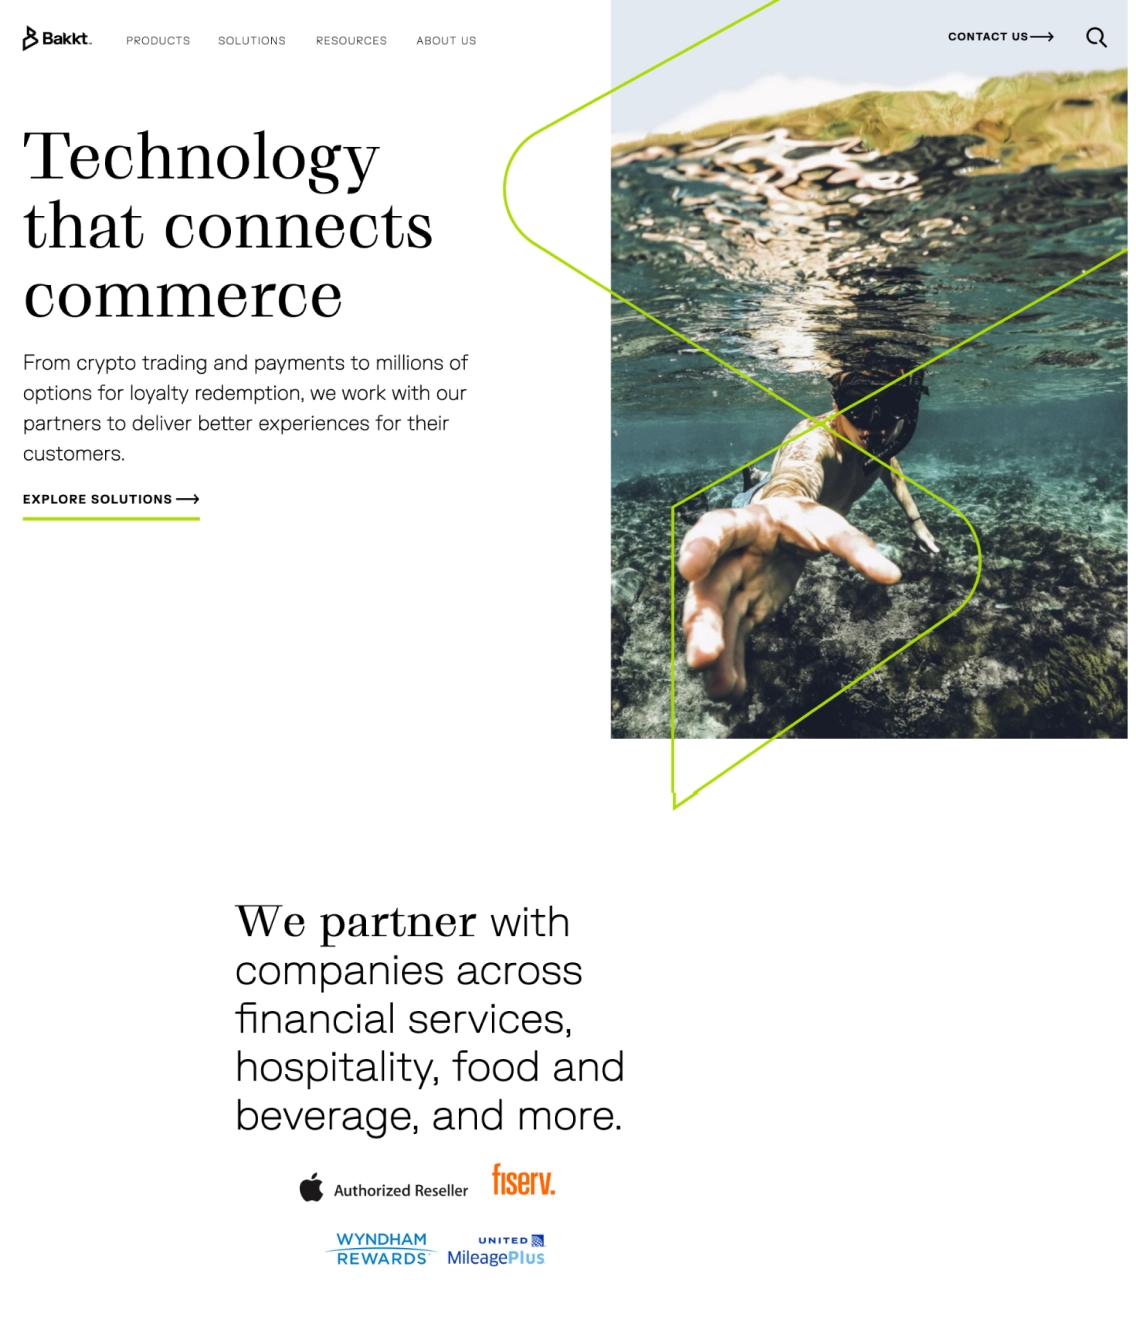 Bakkt
PRODUCTS SOLUTIONS RESOURCES ABOUT US
CONTACT US
Technology
that connects
commerce
From crypto trading and payments to millions of
options for loyalty redemption, we work with our
partners to deliver better experiences for their
customers.
EXPLORE SOLUTIONS
We partner with
companies across
financial services,
hospitality, food and
beverage, and more.
Authorized Reseller
fiserv.
WYNDHAM
REWARDS
UNITED
MileagePlus